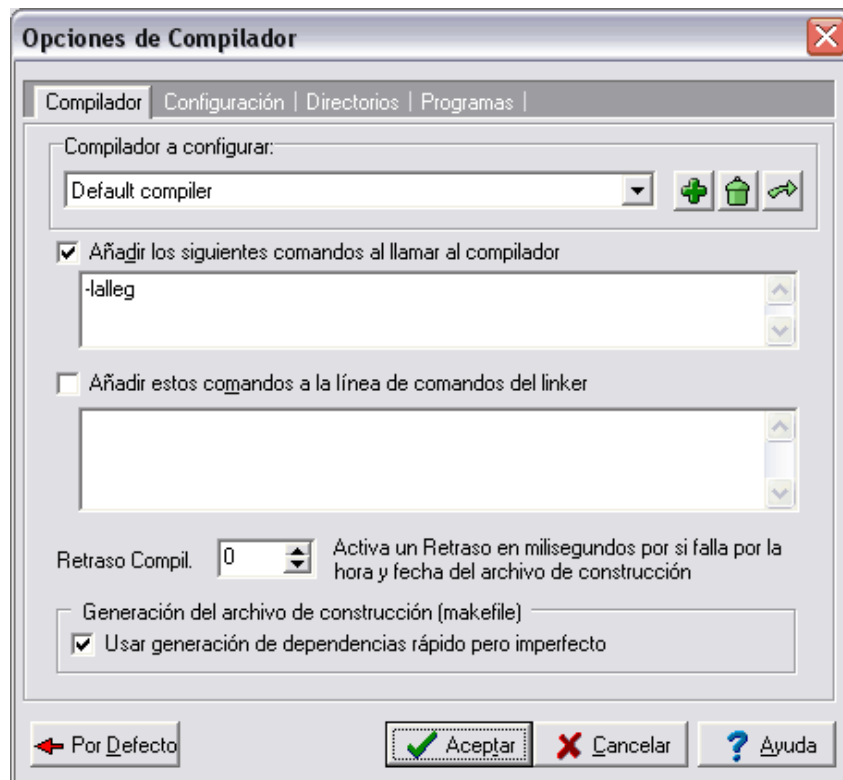 Opciones de Compilador
Compilador Configuración Directorios Programas
Compilador a configurar:
Default compiler
Añadir los siguientes comandos al llamar al compilador
-lalleg
Añadir estos comandos a la línea de comandos del linker
Retraso Compil. 0
Activa un Retraso en milisegundos por si falla por la
hora y fecha del archivo de construcción
Generación del archivo de construcción (makefile)
Usar generación de dependencias rápido pero imperfecto
Por Defecto Aceptar Cancelar Ayuda